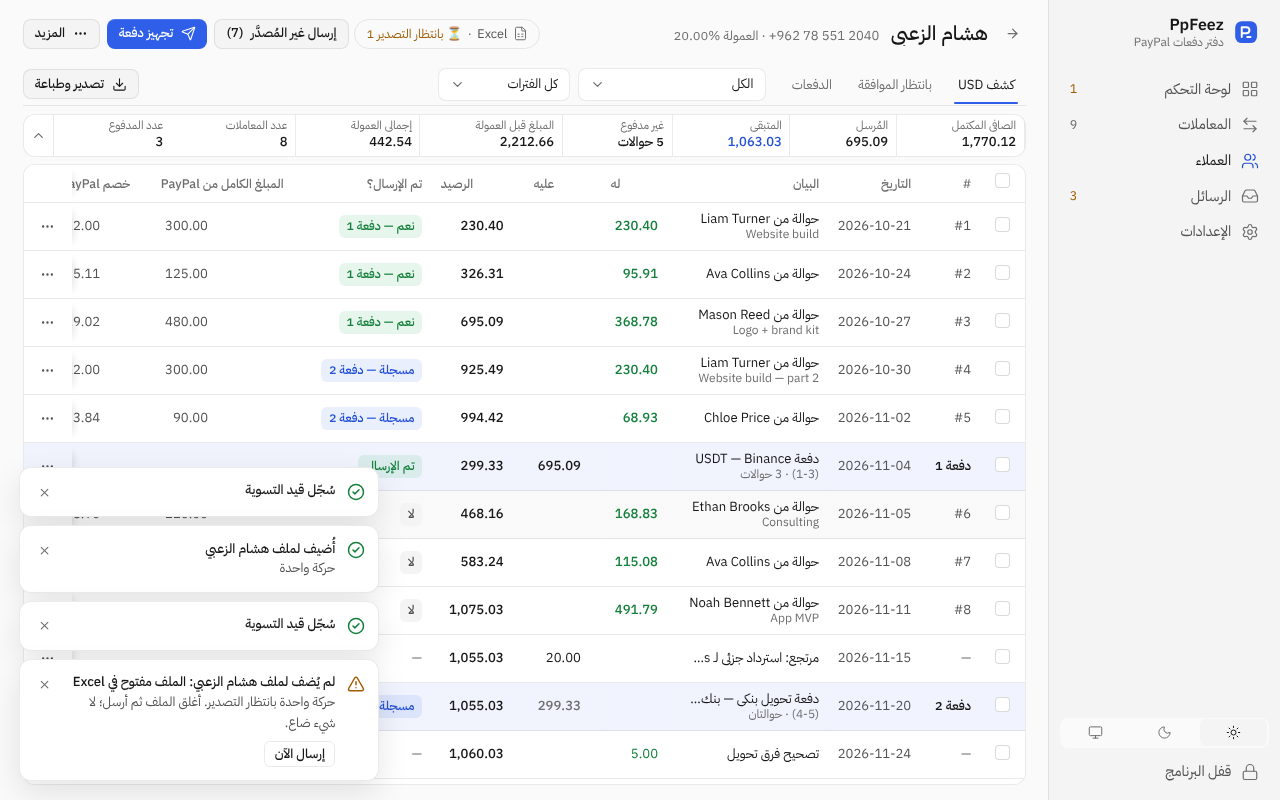 PpFeez
دفتر دفعات PayPal
لوحة التحكم 1
المعاملات 9
العملاء
الرسائل 3
الإعدادات
قفل البرنامج
هشام الزعبي
+962 78 551 2040 · العمولة 20.00%
Excel · ⏳ بانتظار التصدير 1
إرسال غير المُصدَّر (7)
تجهيز دفعة
المزيد
كشف USD
بانتظار الموافقة
الدفعات
الكل
كل الفترات
تصدير وطباعة
الصافي المكتمل
1,770.12
المُرسل
695.09
المتبقي
1,063.03
غير مدفوع
5 حوالات
المبلغ قبل العمولة
2,212.66
إجمالي العمولة
442.54
عدد المعاملات
8
عدد المدفوع
3
# التاريخ البيان له عليه الرصيد تم الإرسال؟ المبلغ الكامل من PayPal خصم
#1 2026-10-21 حوالة من Liam Turner 230.40 230.40 نعم — دفعة 1 300.00 2.00
Website build
#2 2026-10-24 حوالة من Ava Collins 95.91 326.31 نعم — دفعة 1 125.00 5.11
#3 2026-10-27 حوالة من Mason Reed 368.78 695.09 نعم — دفعة 1 480.00 9.02
Logo + brand kit
#4 2026-10-30 حوالة من Liam Turner 230.40 925.49 مسجلة — دفعة 2 300.00 2.00
Website build — part 2
#5 2026-11-02 حوالة من Chloe Price 68.93 994.42 مسجلة — دفعة 2 90.00 3.84
دفعة 1 2026-11-04 دفعة USDT — Binance 695.09 299.33 تم الإرسال
(1-3) · 3 حوالات
#6 2026-11-05 حوالة من Ethan Brooks 168.83 468.16 لا
Consulting
#7 2026-11-08 حوالة من Ava Collins 115.08 583.24 لا
#8 2026-11-11 حوالة من Noah Bennett 491.79 1,075.03 لا
App MVP
— 2026-11-15 مرتجع: استرداد جزئي لـ s... 20.00 1,055.03 —
دفعة 2 2026-11-20 دفعة تحويل بنكي — بنك... 299.33 1,055.03 مسجلة
(4-5) · حوالتان
— 2026-11-24 تصحيح فرق تحويل 5.00 1,060.03 —
سُجّل قيد التسوية
أُضيف لملف هشام الزعبي
حركة واحدة
سُجّل قيد التسوية
لم يُضف لملف هشام الزعبي: الملف مفتوح في Excel
حركة واحدة بانتظار التصدير. أغلق الملف ثم أرسل؛ لا
شيء ضاع.
إرسال الآن